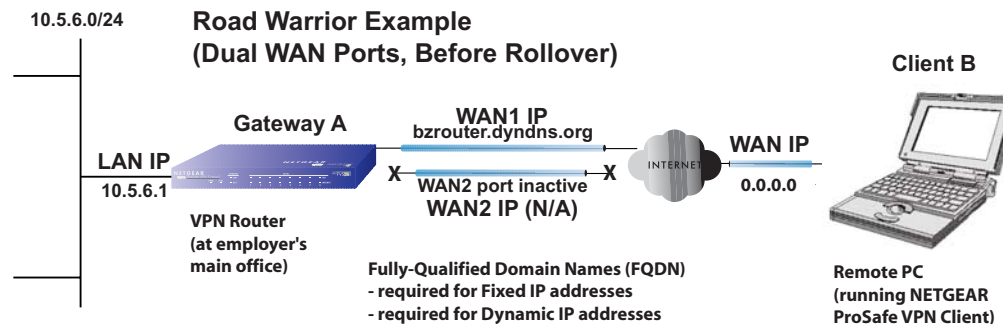 10.5.6.0/24
Road Warrior Example
(Dual WAN Ports, Before Rollover)
Client B
Gateway A
WAN1 IP
bzrouter.dyndns.org
WAN IP
LAN IP
10.5.6.1
NETGEAR
NETGEAR
INTERNET
0.0.0.0
X
X
WAN2 port inactive
WAN2 IP (N/A)
VPN Router
(at employer's
main office)
Fully-Qualified Domain Names (FQDN)
- required for Fixed IP addresses
- required for Dynamic IP addresses
Remote PC
(running NETGEAR
ProSafe VPN Client)